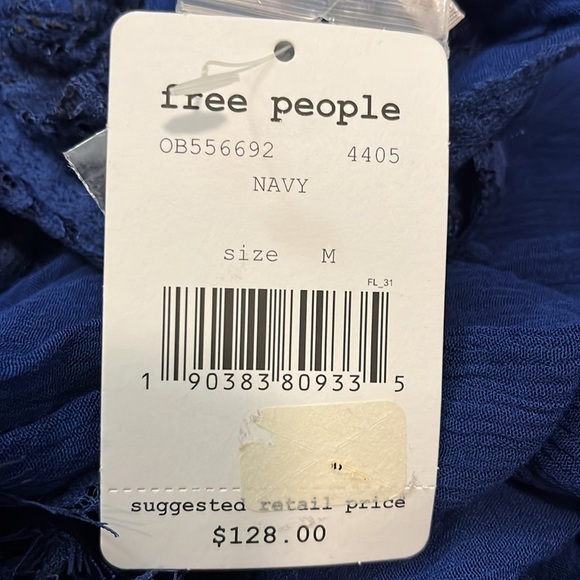 free people
OB556692 4405
NAVY
size M
FL_31
1 90383 80933 5
suggested retail price
$128.00